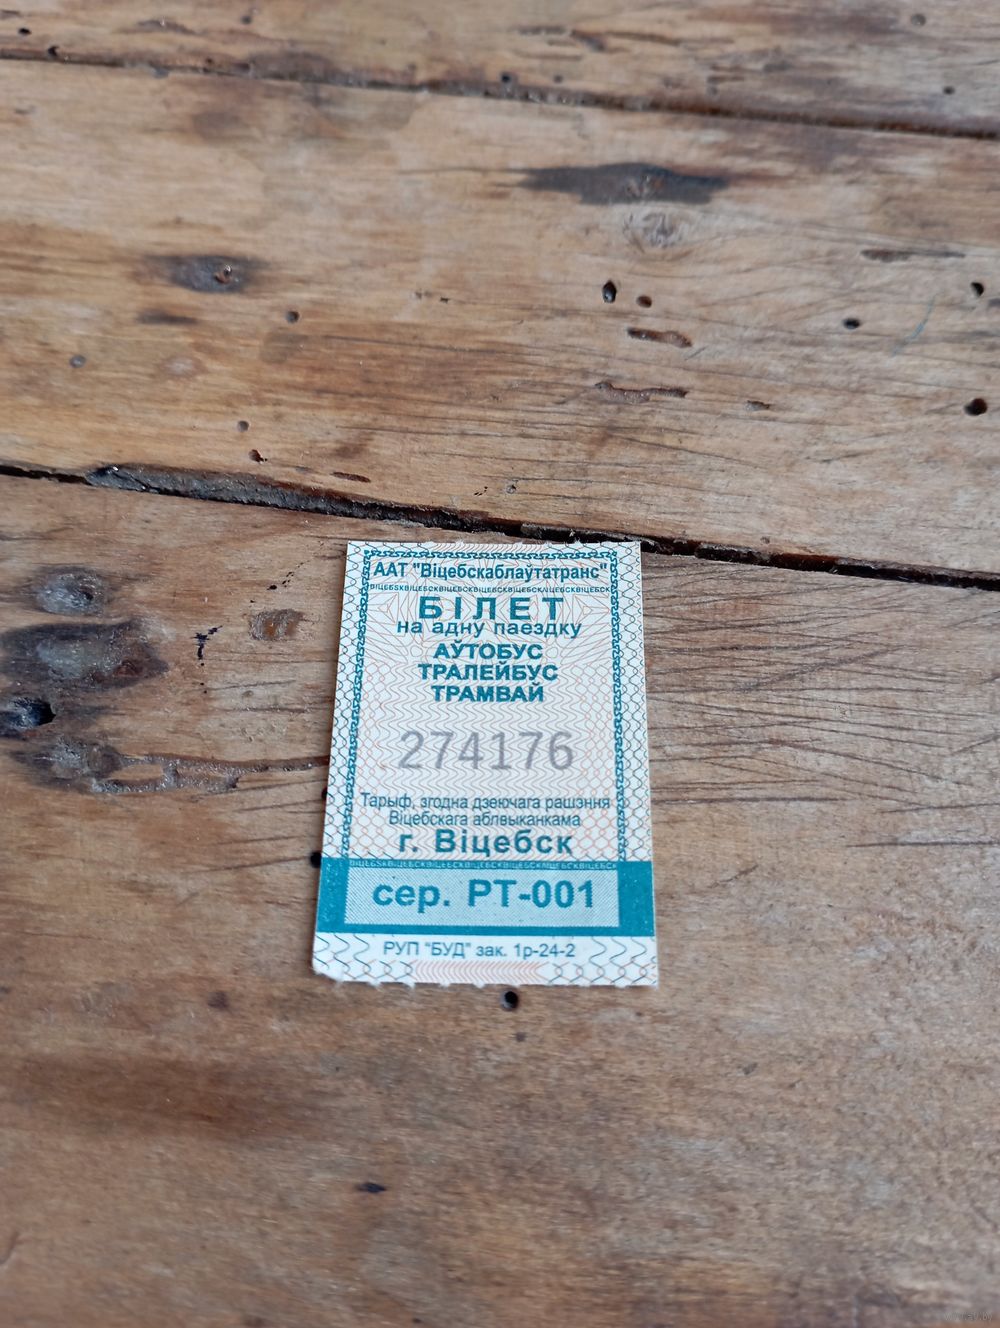 ААТ "Віцебскаблаўтатранс"
БІЛЕТ
на адну паездку
АЎТОБУС
ТРАЛЕЙБУС
ТРАМВАЙ
274176
Тарыф, згодна дзеючага рашэння
Віцебскага аблвыканкама
г. Віцебск
сер. РТ-001
РУП "БУД" зак. 1р-24-2